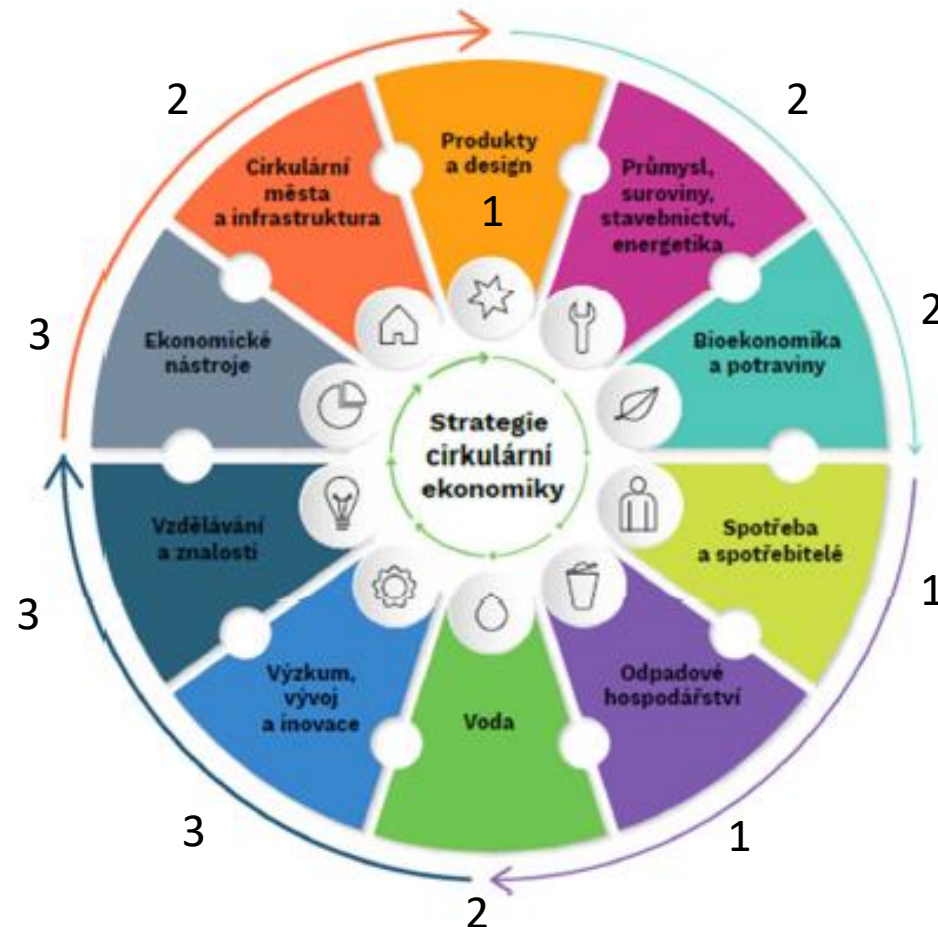 2
2
Produkty
a design
1
Cirkulární
města
a infrastruktura
Průmysl,
suroviny,
stavebnictví,
energetika
3
2
Ekonomické
nástroje
Bioekonomika
a potraviny
Strategie
cirkulární
ekonomiky
Vzdělávání
a znalosti
Spotřeba
a spotřebitelé
3
1
Výzkum,
vývoj
a inovace
Voda
Odpadové
hospodářství
3
1
2